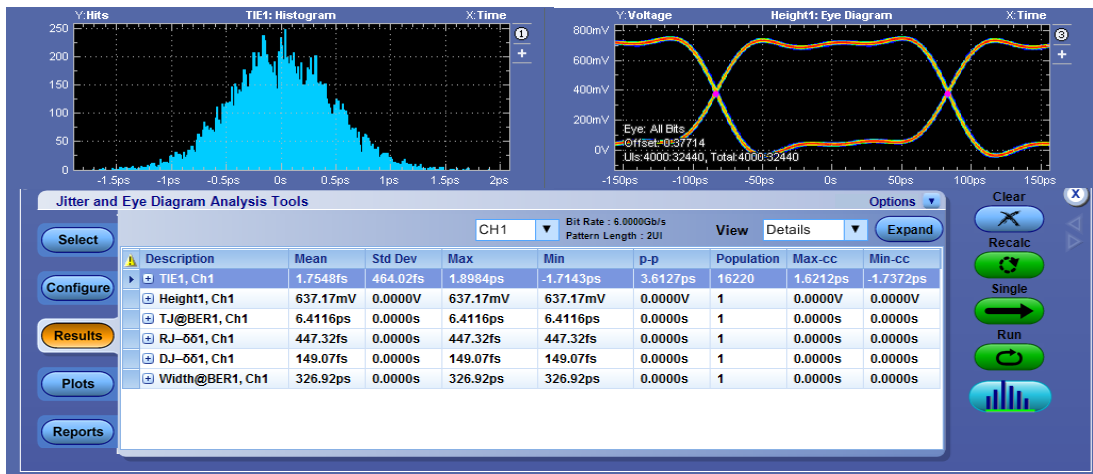 Y:Hits TIE1: Histogram X:Time
250
200
150
100
50
0
-1.5ps -1ps -0.5ps 0s 0.5ps 1ps 1.5ps 2ps
1
+
Y:Voltage Height1: Eye Diagram X:Time
800mV
600mV
400mV
200mV
0V
Eye: All Bits
Offset:-0.37714
UIs:4000:32440, Total:4000:32440
-150ps -100ps -50ps 0s 50ps 100ps 150ps
3
+
Jitter and Eye Diagram Analysis Tools Options
Clear
X
Select
CH1 Bit Rate : 6.0000Gb/s
Pattern Length : 2UI
View Details Expand
Recalc
Description Mean Std Dev Max Min p-p Population Max-cc Min-cc
TIE1, Ch1 1.7548fs 464.02fs 1.8984ps -1.7143ps 3.6127ps 16220 1.6212ps -1.7372ps
Configure
Single
Height1, Ch1 637.17mV 0.0000V 637.17mV 637.17mV 0.0000V 1 0.0000V 0.0000V
TJ@BER1, Ch1 6.4116ps 0.0000s 6.4116ps 6.4116ps 0.0000s 1 0.0000s 0.0000s
Results
RJ–δδ1, Ch1 447.32fs 0.0000s 447.32fs 447.32fs 0.0000s 1 0.0000s 0.0000s
Run
DJ–δδ1, Ch1 149.07fs 0.0000s 149.07fs 149.07fs 0.0000s 1 0.0000s 0.0000s
Plots
Width@BER1, Ch1 326.92ps 0.0000s 326.92ps 326.92ps 0.0000s 1 0.0000s 0.0000s
Reports